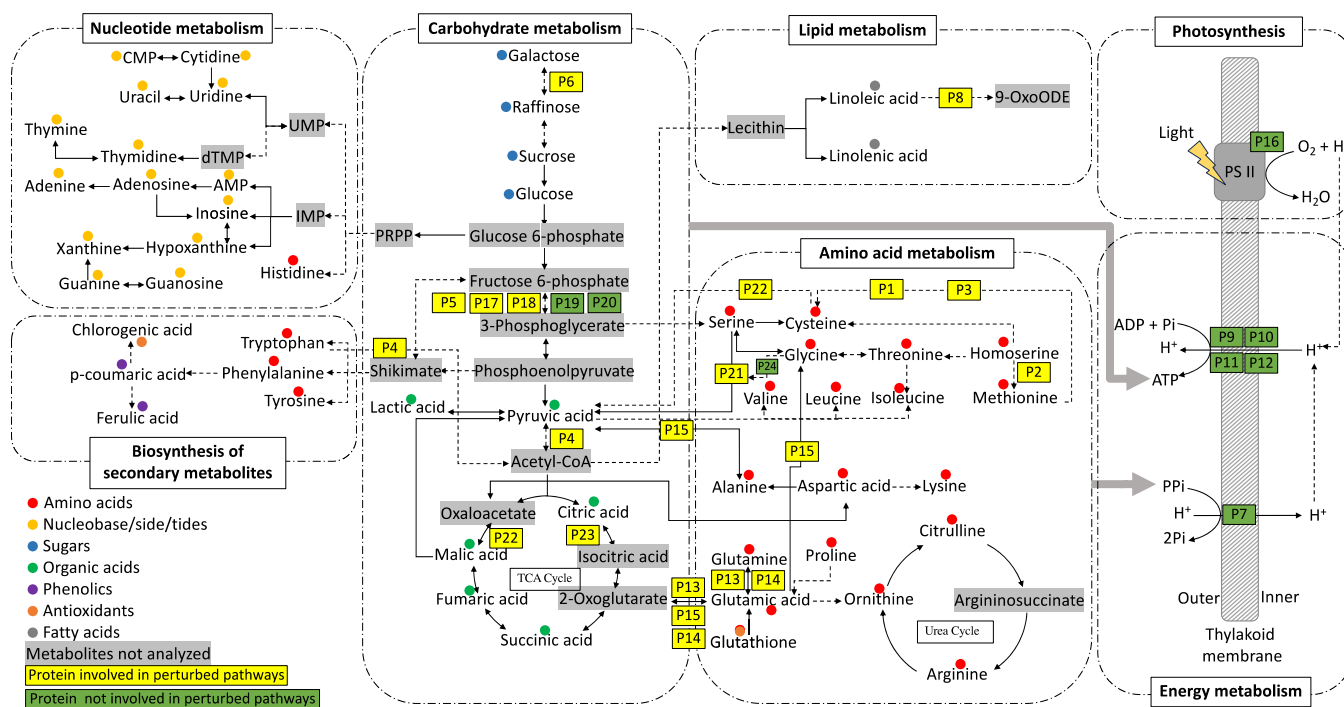 Nucleotide metabolism
CMP
Cytidine
Uracil
Uridine
Thymine
UMP
Thymidine
dTMP
Adenine
Adenosine
AMP
Inosine
IMP
Xanthine
Hypoxanthine
Guanine
Guanosine
Histidine
Chlorogenic acid
Tryptophan
p-coumaric acid
Phenylalanine
Tyrosine
Ferulic acid
Biosynthesis of
secondary metabolites
Amino acids
Nucleobase/side/tides
Sugars
Organic acids
Phenolics
Antioxidants
Fatty acids
Metabolites not analyzed
Protein involved in perturbed pathways
Protein not involved in perturbed pathways
Carbohydrate metabolism
Galactose
P6
Raffinose
Sucrose
Glucose
PRPP
Glucose 6-phosphate
Fructose 6-phosphate
P5
P17
P18
P19
P20
3-Phosphoglycerate
P4
Shikimate
Phosphoenolpyruvate
Lactic acid
Pyruvic acid
P4
Acetyl-CoA
Oxaloacetate
Citric acid
P22
P23
Malic acid
Isocitric acid
TCA Cycle
Fumaric acid
2-Oxoglutarate
Succinic acid
Lipid metabolism
Linoleic acid
P8
9-OxoODE
Lecithin
Linolenic acid
Amino acid metabolism
P22
P1
P3
Serine
Cysteine
Glycine
Threonine
Homoserine
P21
P24
P2
Valine
Leucine
Isoleucine
Methionine
P15
P15
Alanine
Aspartic acid
Lysine
Citrulline
Glutamine
Proline
P13
P14
P13
Glutamic acid
Ornithine
Argininosuccinate
P15
P14
Glutathione
Urea Cycle
Arginine
Photosynthesis
Light
P16
O2 + H
PS II
H2O
ADP + Pi
P9
P10
H+
H+
P11
P12
ATP
PPi
H+
P7
H+
2Pi
Outer
Inner
Thylakoid
membrane
Energy metabolism